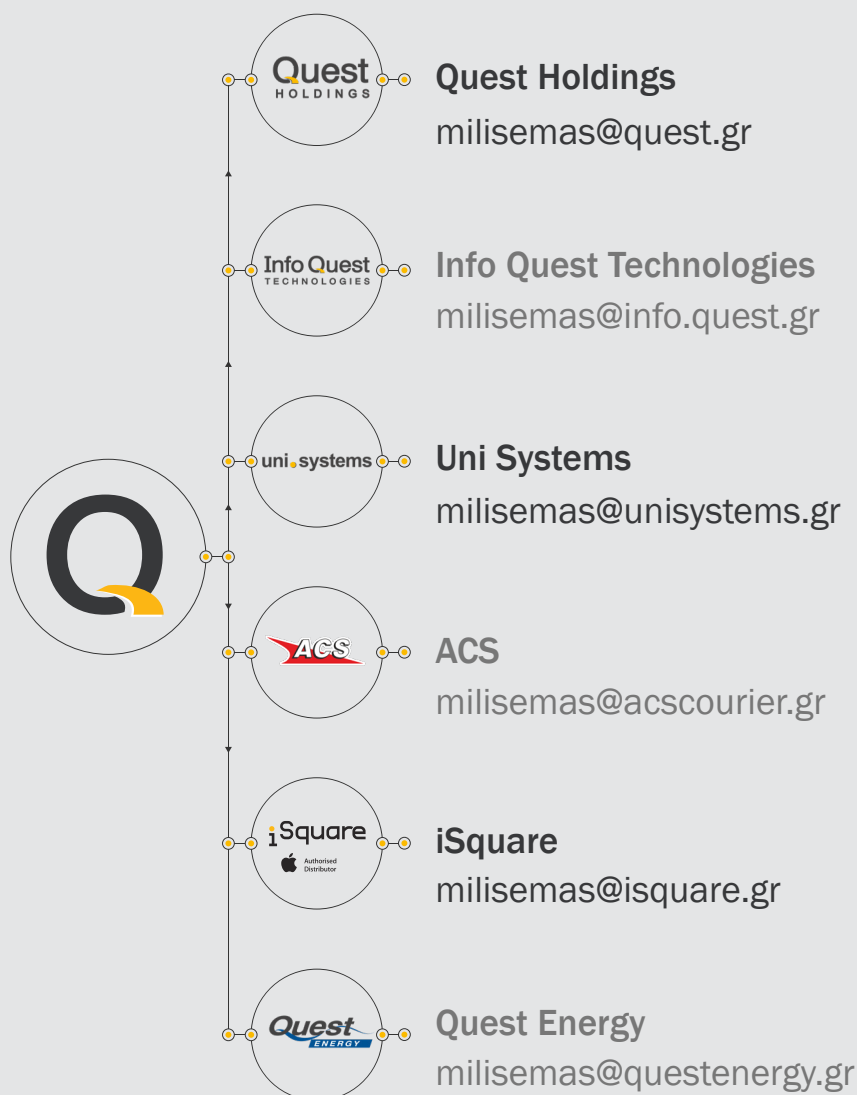 Quest
HOLDINGS
Quest Holdings
milisemas@quest.gr
Info Quest
TECHNOLOGIES
Info Quest Technologies
milisemas@info.quest.gr
uni.systems
Uni Systems
milisemas@unisystems.gr
Q
ACS
ACS
milisemas@acscourier.gr
iSquare
Authorised
Distributor
iSquare
milisemas@isquare.gr
Quest
ENERGY
Quest Energy
milisemas@questenergy.gr